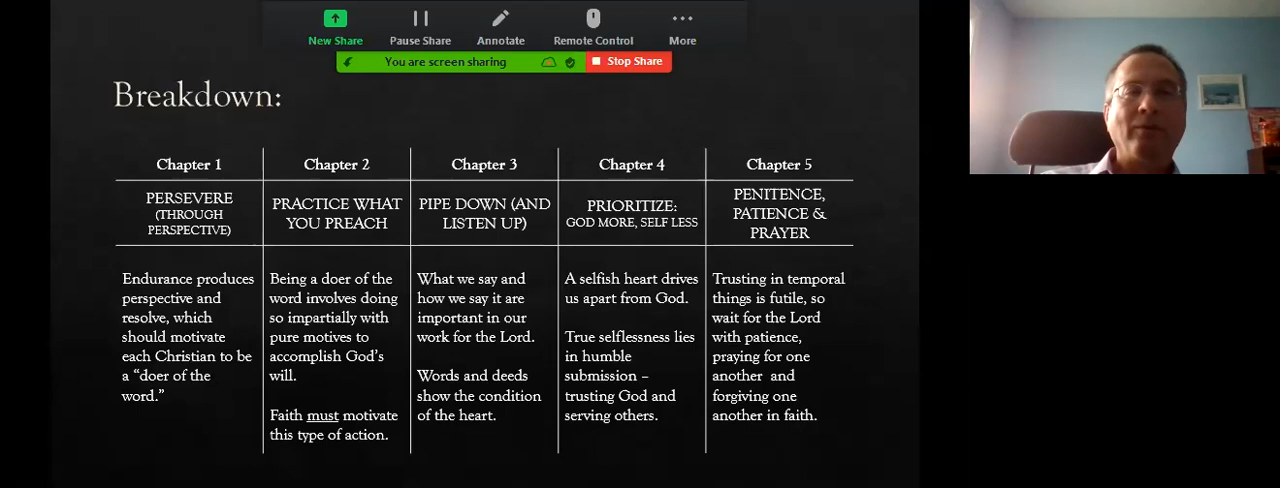 New Share
Pause Share
Annotate
Remote Control
More
You are screen sharing
Stop Share
Breakdown:
Chapter 1
Chapter 2
Chapter 3
Chapter 4
Chapter 5
PERSEVERE
(THROUGH
PERSPECTIVE)
PRACTICE WHAT
YOU PREACH
PIPE DOWN (AND
LISTEN UP)
PRIORITIZE:
GOD MORE, SELF LESS
PENITENCE,
PATIENCE &
PRAYER
Endurance produces
perspective and
resolve, which
should motivate
each Christian to be
a “doer of the
word.”
Being a doer of the
word involves doing
so impartially with
pure motives to
accomplish God’s
will.
Faith must motivate
this type of action.
What we say and
how we say it are
important in our
work for the Lord.
Words and deeds
show the condition
of the heart.
A selfish heart drives
us apart from God.
True selflessness lies
in humble
submission –
trusting God and
serving others.
Trusting in temporal
things is futile, so
wait for the Lord
with patience,
praying for one
another and
forgiving one
another in faith.